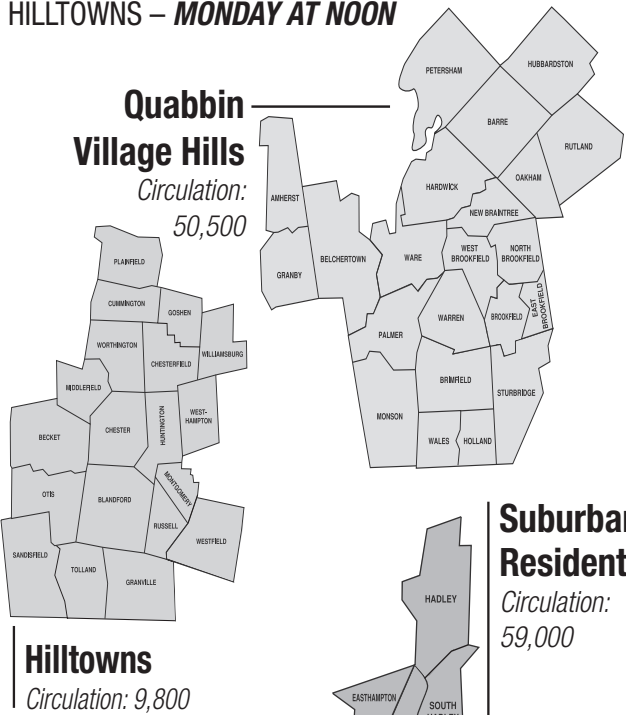 HILLTOWNS – MONDAY AT NOON
Quabbin
Village Hills
Circulation:
50,500
PETERSHAM
HUBBARDSTON
BARRE
RUTLAND
HARDWICK
OAKHAM
NEW BRAINTREE
AMHERST
BELCHERTOWN
GRANBY
WARE
WEST
BROOKFIELD
NORTH
BROOKFIELD
PALMER
WARREN
BROOKFIELD
EAST
BROOKFIELD
MONSON
BRIMFIELD
STURBRIDGE
WALES
HOLLAND
PLAINFIELD
CUMMINGTON
GOSHEN
WORTHINGTON
CHESTERFIELD
WILLIAMSBURG
MIDDLEFIELD
BECKET
CHESTER
HUNTINGTON
WEST-
HAMPTON
OTIS
BLANDFORD
MONTGOMERY
RUSSELL
WESTFIELD
SANDISFIELD
TOLLAND
GRANVILLE
Hilltowns
Circulation: 9,800
Suburban
Resident
Circulation:
59,000
HADLEY
EASTHAMPTON
SOUTH
HADLEY